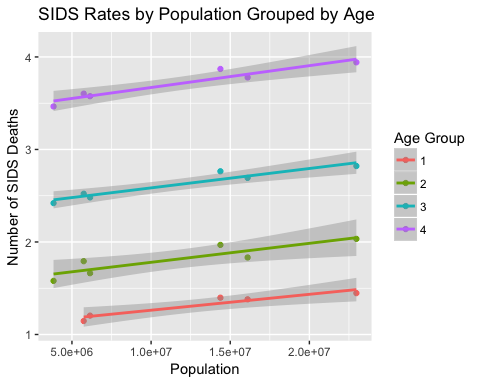 SIDS Rates by Population Grouped by Age
Number of SIDS Deaths
4
3
2
1
5.0e+06 1.0e+07 1.5e+07 2.0e+07
Population
Age Group
1
2
3
4